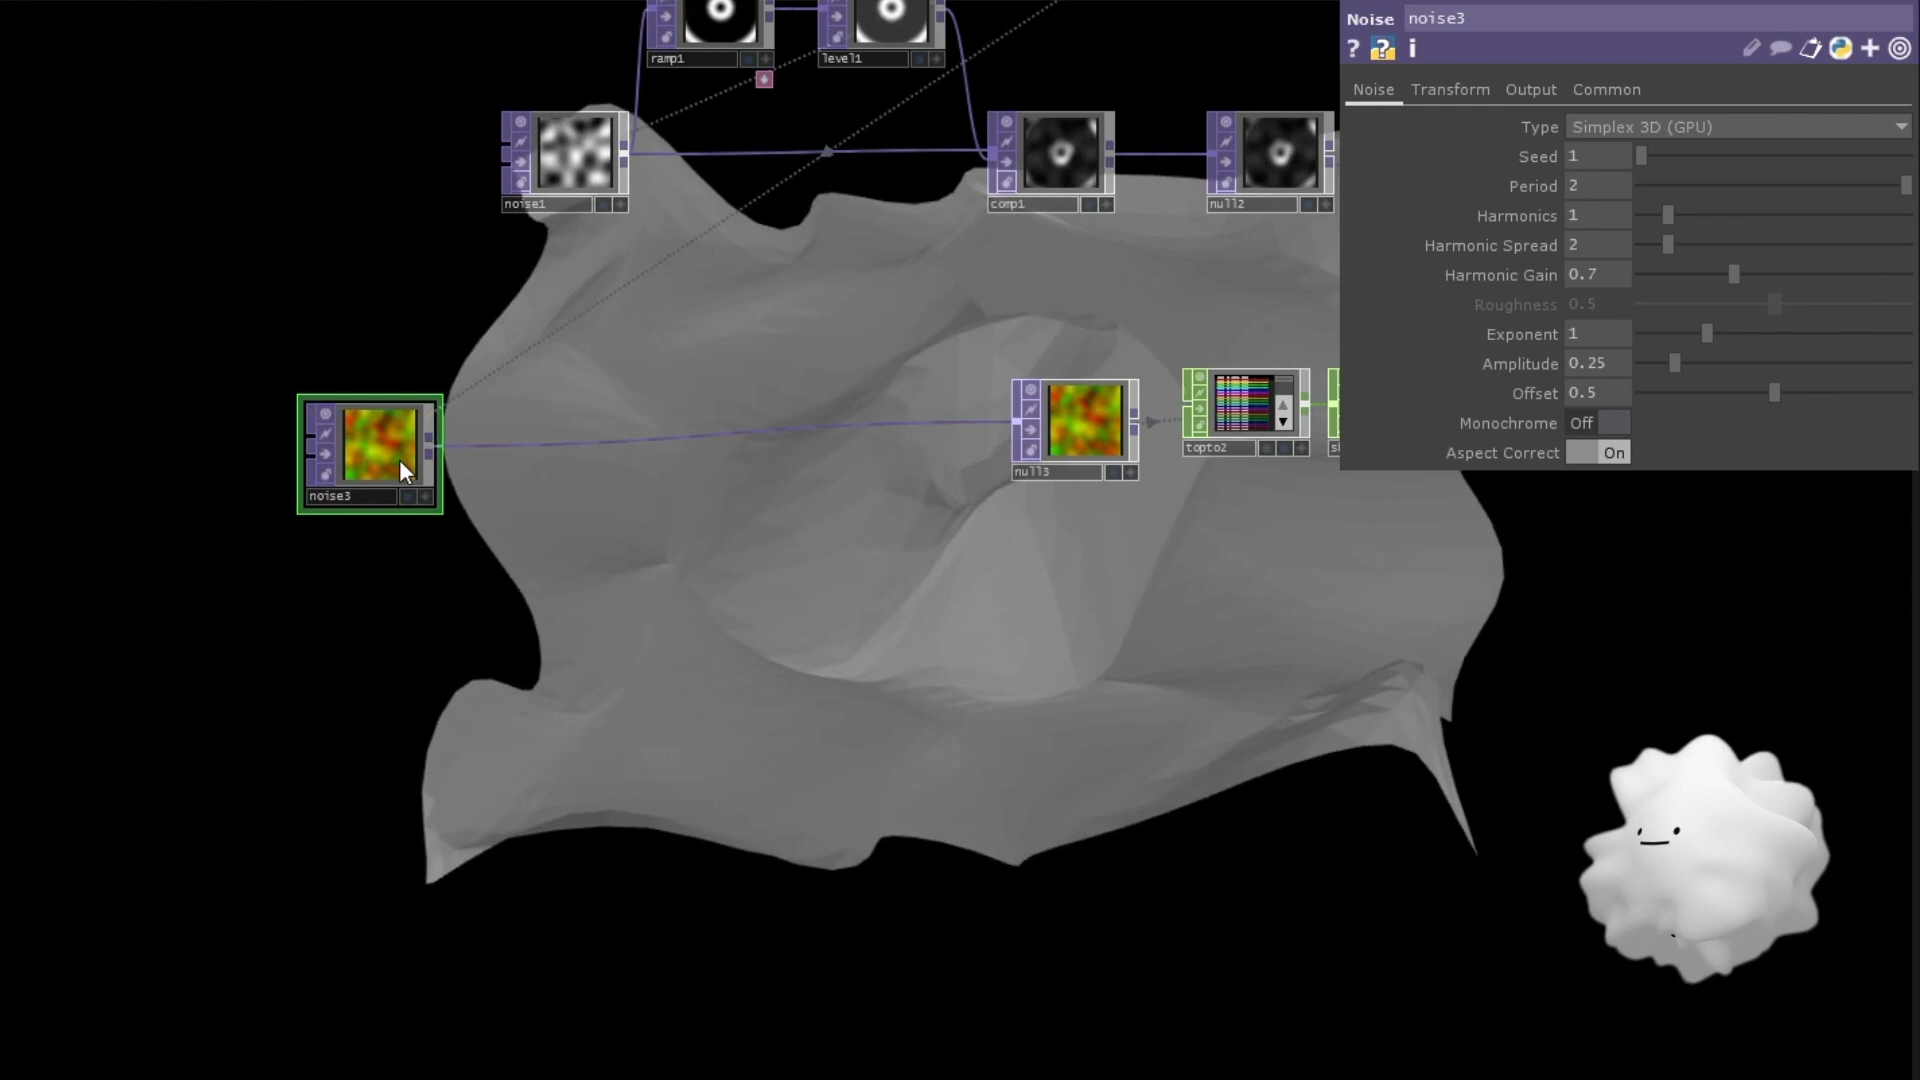 ramp1
level1
noise1
comp1
null2
noise3
null3
topto2
Noise noise3
? ? i
Noise Transform Output Common
Type Simplex 3D (GPU)
Seed 1
Period 2
Harmonics 1
Harmonic Spread 2
Harmonic Gain 0.7
Roughness 0.5
Exponent 1
Amplitude 0.25
Offset 0.5
Monochrome Off
Aspect Correct On